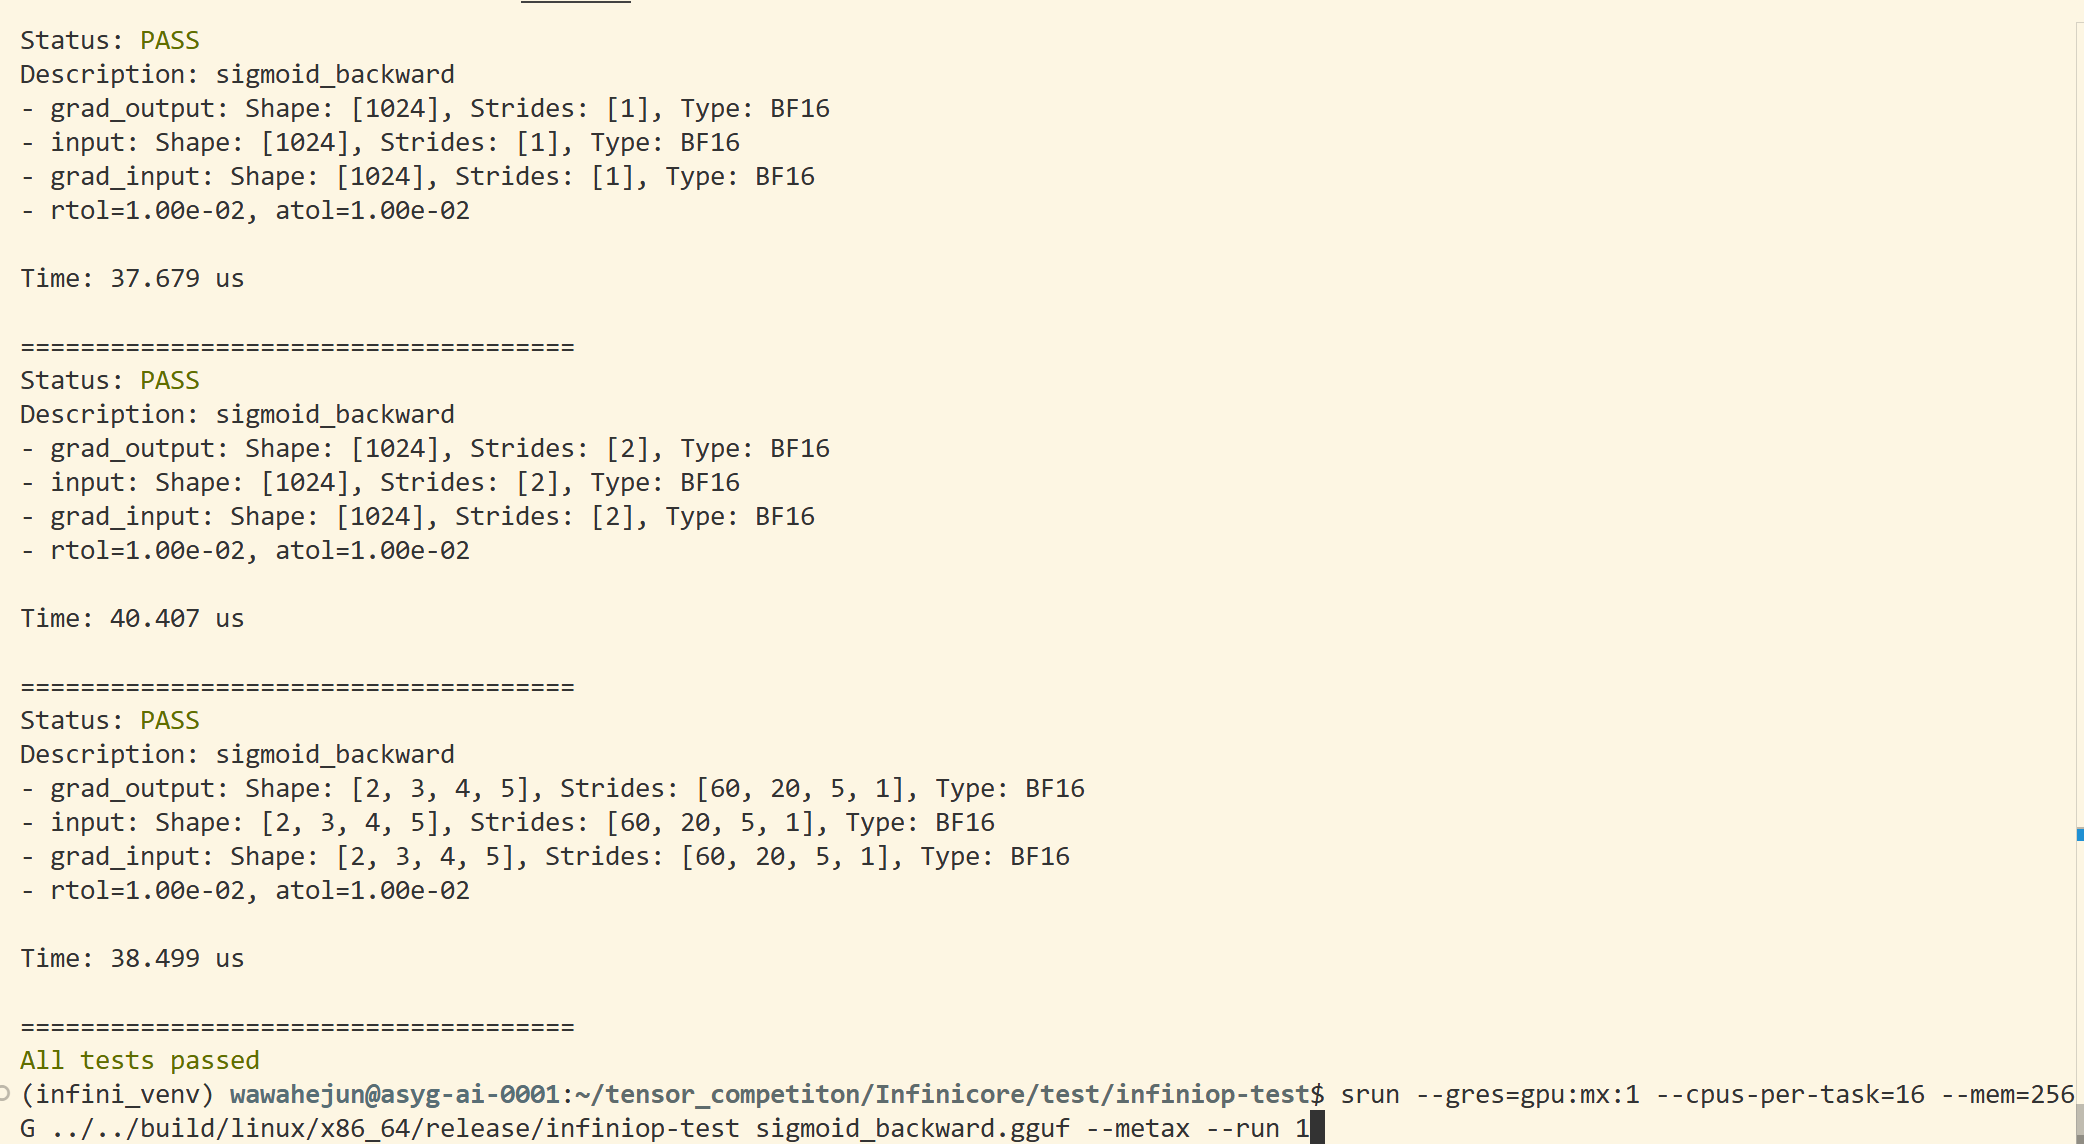 Status: PASS
Description: sigmoid_backward
- grad_output: Shape: [1024], Strides: [1], Type: BF16
- input: Shape: [1024], Strides: [1], Type: BF16
- grad_input: Shape: [1024], Strides: [1], Type: BF16
- rtol=1.00e-02, atol=1.00e-02
Time: 37.679 us
=====================================
Status: PASS
Description: sigmoid_backward
- grad_output: Shape: [1024], Strides: [2], Type: BF16
- input: Shape: [1024], Strides: [2], Type: BF16
- grad_input: Shape: [1024], Strides: [2], Type: BF16
- rtol=1.00e-02, atol=1.00e-02
Time: 40.407 us
=====================================
Status: PASS
Description: sigmoid_backward
- grad_output: Shape: [2, 3, 4, 5], Strides: [60, 20, 5, 1], Type: BF16
- input: Shape: [2, 3, 4, 5], Strides: [60, 20, 5, 1], Type: BF16
- grad_input: Shape: [2, 3, 4, 5], Strides: [60, 20, 5, 1], Type: BF16
- rtol=1.00e-02, atol=1.00e-02
Time: 38.499 us
=====================================
All tests passed
(infini_venv) wawahejun@asyg-ai-0001:~/tensor_competiton/Infinicore/test/infiniop-test$ srun --gres=gpu:mx:1 --cpus-per-task=16 --mem=256
G ../../build/linux/x86_64/release/infiniop-test sigmoid_backward.gguf --metax --run 1